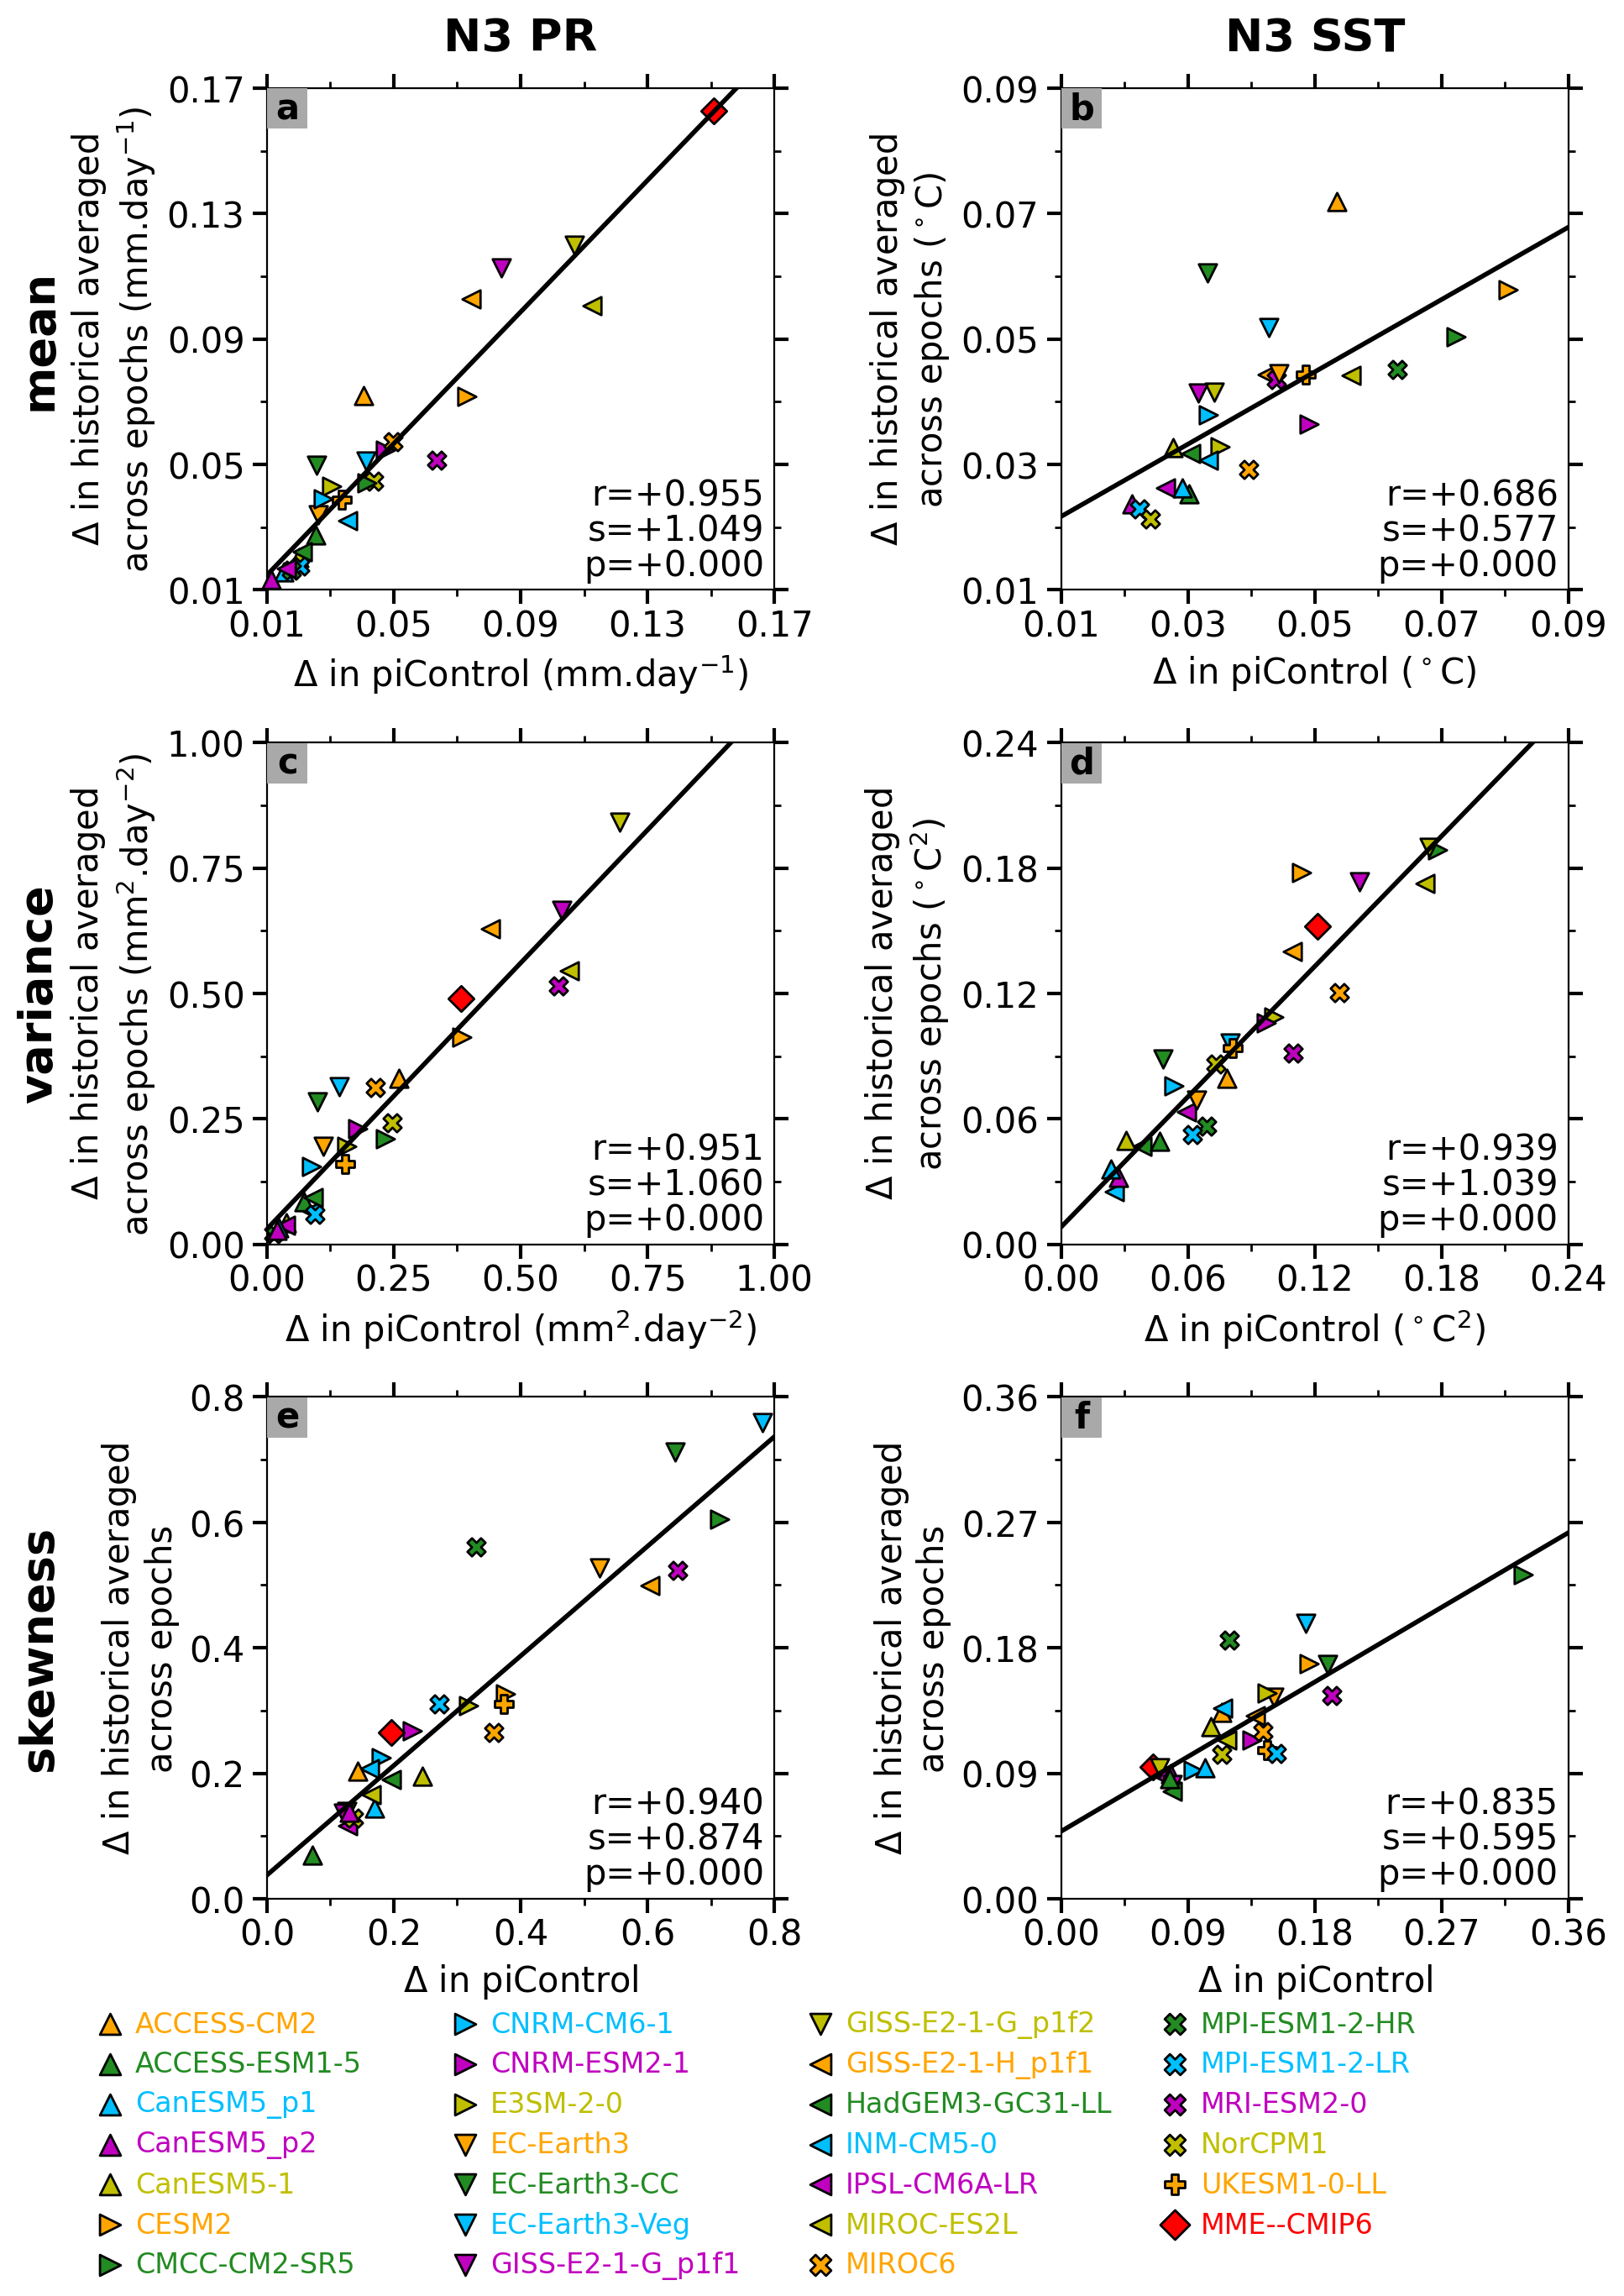 N3 PR
N3 SST
mean
a
Δ in historical averaged
across epochs (mm.day⁻¹)
0.17
0.13
0.09
0.05
0.01
r=+0.955
s=+1.049
p=+0.000
0.01 0.05 0.09 0.13 0.17
Δ in piControl (mm.day⁻¹)
b
Δ in historical averaged
across epochs (°C)
0.09
0.07
0.05
0.03
0.01
r=+0.686
s=+0.577
p=+0.000
0.01 0.03 0.05 0.07 0.09
Δ in piControl (°C)
variance
c
Δ in historical averaged
across epochs (mm².day⁻²)
1.00
0.75
0.50
0.25
0.00
r=+0.951
s=+1.060
p=+0.000
0.00 0.25 0.50 0.75 1.00
Δ in piControl (mm².day⁻²)
d
Δ in historical averaged
across epochs (°C²)
0.24
0.18
0.12
0.06
0.00
r=+0.939
s=+1.039
p=+0.000
0.00 0.06 0.12 0.18 0.24
Δ in piControl (°C²)
skewness
e
Δ in historical averaged
across epochs
0.8
0.6
0.4
0.2
0.0
r=+0.940
s=+0.874
p=+0.000
0.0 0.2 0.4 0.6 0.8
Δ in piControl
f
Δ in historical averaged
across epochs
0.36
0.27
0.18
0.09
0.00
r=+0.835
s=+0.595
p=+0.000
0.00 0.09 0.18 0.27 0.36
Δ in piControl
ACCESS-CM2
ACCESS-ESM1-5
CanESM5_p1
CanESM5_p2
CanESM5-1
CESM2
CMCC-CM2-SR5
CNRM-CM6-1
CNRM-ESM2-1
E3SM-2-0
EC-Earth3
EC-Earth3-CC
EC-Earth3-Veg
GISS-E2-1-G_p1f1
GISS-E2-1-G_p1f2
GISS-E2-1-H_p1f1
HadGEM3-GC31-LL
INM-CM5-0
IPSL-CM6A-LR
MIROC-ES2L
MIROC6
MPI-ESM1-2-HR
MPI-ESM1-2-LR
MRI-ESM2-0
NorCPM1
UKESM1-0-LL
MME--CMIP6